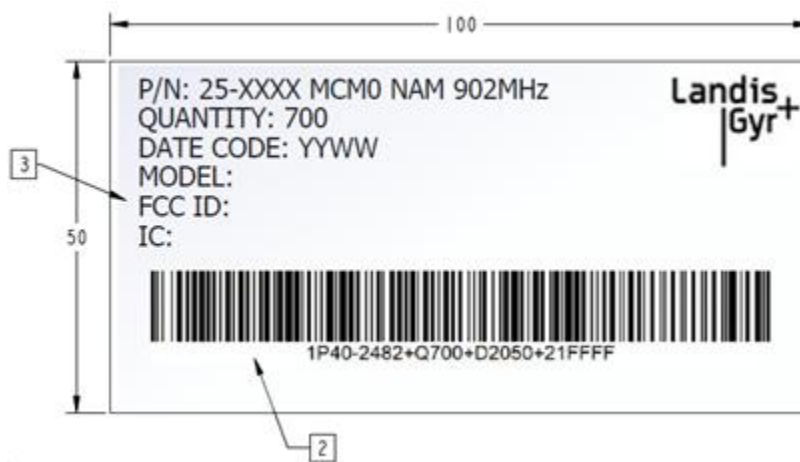 100
P/N: 25-XXXX MCM0 NAM 902MHz
QUANTITY: 700
DATE CODE: YYWW
MODEL:
FCC ID:
IC:
Landis
Gyr+
3
50
1P40-2482+Q700+D2050+21FFFF
2